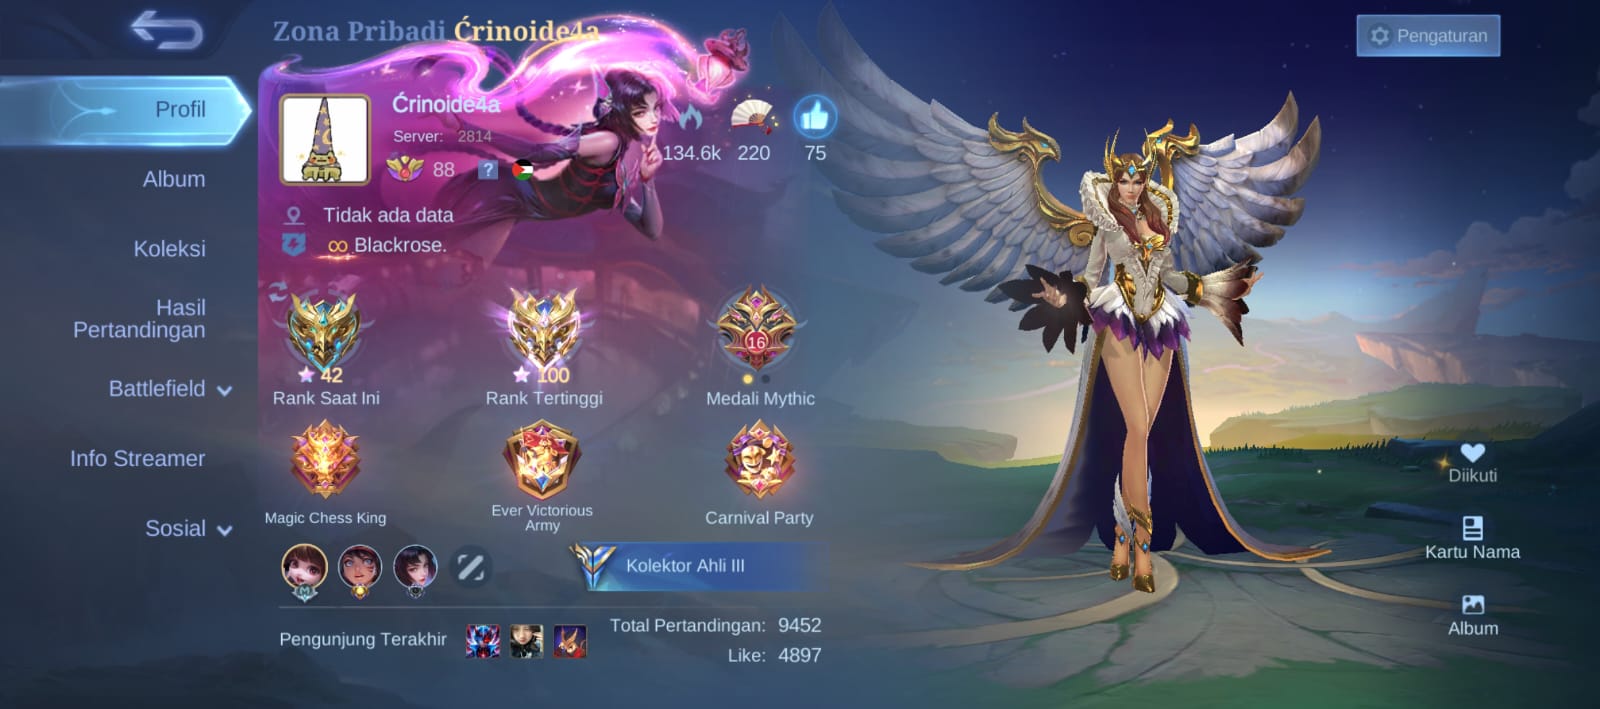 Zona Pribadi Ćrinoide4a
Pengaturan
Profil
Album
Koleksi
Hasil
Pertandingan
Battlefield
Info Streamer
Sosial
Ćrinoide4a
Server: 2814
88
?
134.6k
220
75
Tidak ada data
∞ Blackrose.
42
Rank Saat Ini
100
Rank Tertinggi
16
Medali Mythic
Magic Chess King
Ever Victorious
Army
Carnival Party
M
Kolektor Ahli III
Pengunjung Terakhir
Total Pertandingan: 9452
Like: 4897
Diikuti
Kartu Nama
Album